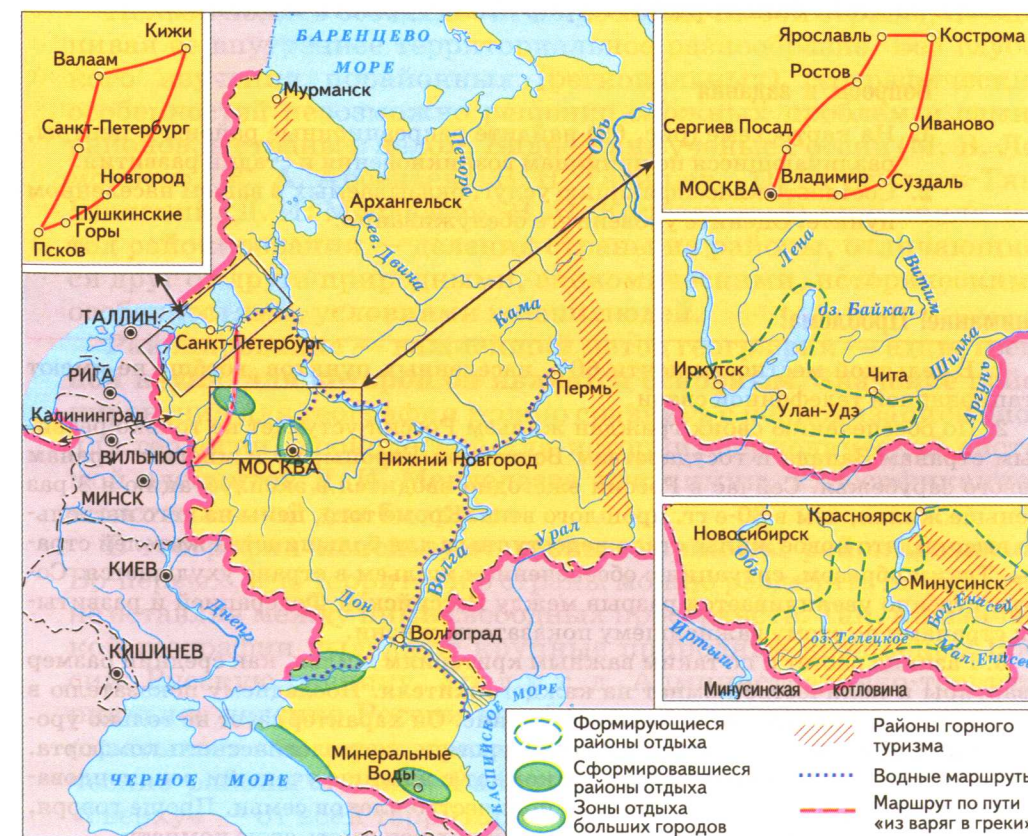 Кижи
Валаам
Санкт-Петербург
Новгород
Пушкинские
Горы
Псков
БАРЕНЦЕВО
МОРЕ
Мурманск
Печора
Обь
Архангельск
Сев. Двина
Кама
ТАЛЛИН
Санкт-Петербург
РИГА
Пермь
Калининград
ВИЛЬНЮС
МОСКВА
Нижний Новгород
МИНСК
Волга
Урал
КИЕВ
Дон
Днепр
Волгоград
КИШИНЕВ
КАСПИЙСКОЕ
МОРЕ
Минеральные
Воды
ЧЕРНОЕ МОРЕ
Ярославль
Кострома
Ростов
Сергиев Посад
Иваново
МОСКВА
Владимир
Суздаль
Лена
Витим
оз. Байкал
Шилка
Иркутск
Чита
Улан-Удэ
Аргунь
Красноярск
Новосибирск
Обь
Минусинск
Бол. Енисей
оз. Телецкое
Иртыш
Мал. Енисей
Минусинская котловина
Формирующиеся
районы отдыха
Сформировавшиеся
районы отдыха
Зоны отдыха
больших городов
Районы горного
туризма
Водные маршруты
Маршрут по пути
«из варяг в греки»